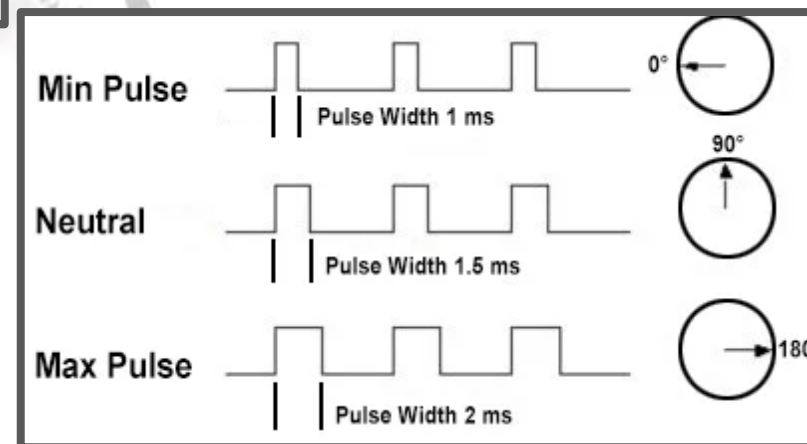 Min Pulse
0°
Pulse Width 1 ms
90°
Neutral
Pulse Width 1.5 ms
Max Pulse
180
Pulse Width 2 ms